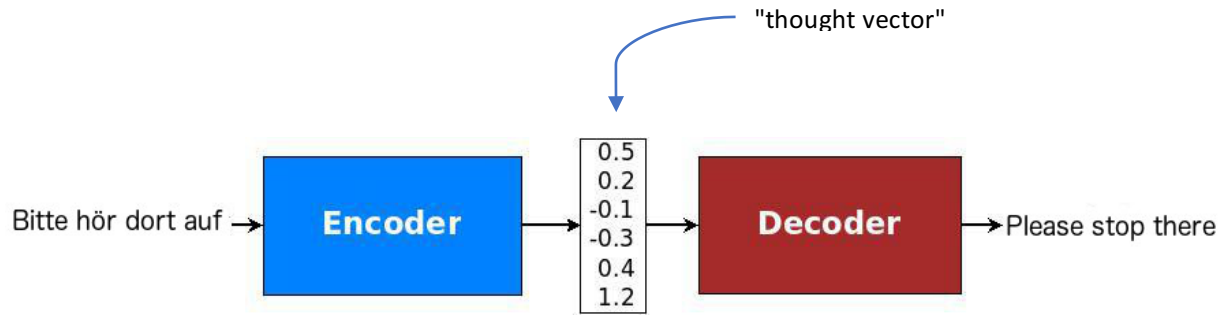 "thought vector"
Bitte hör dort auf
Encoder
0.5
0.2
-0.1
-0.3
0.4
1.2
Decoder
Please stop there